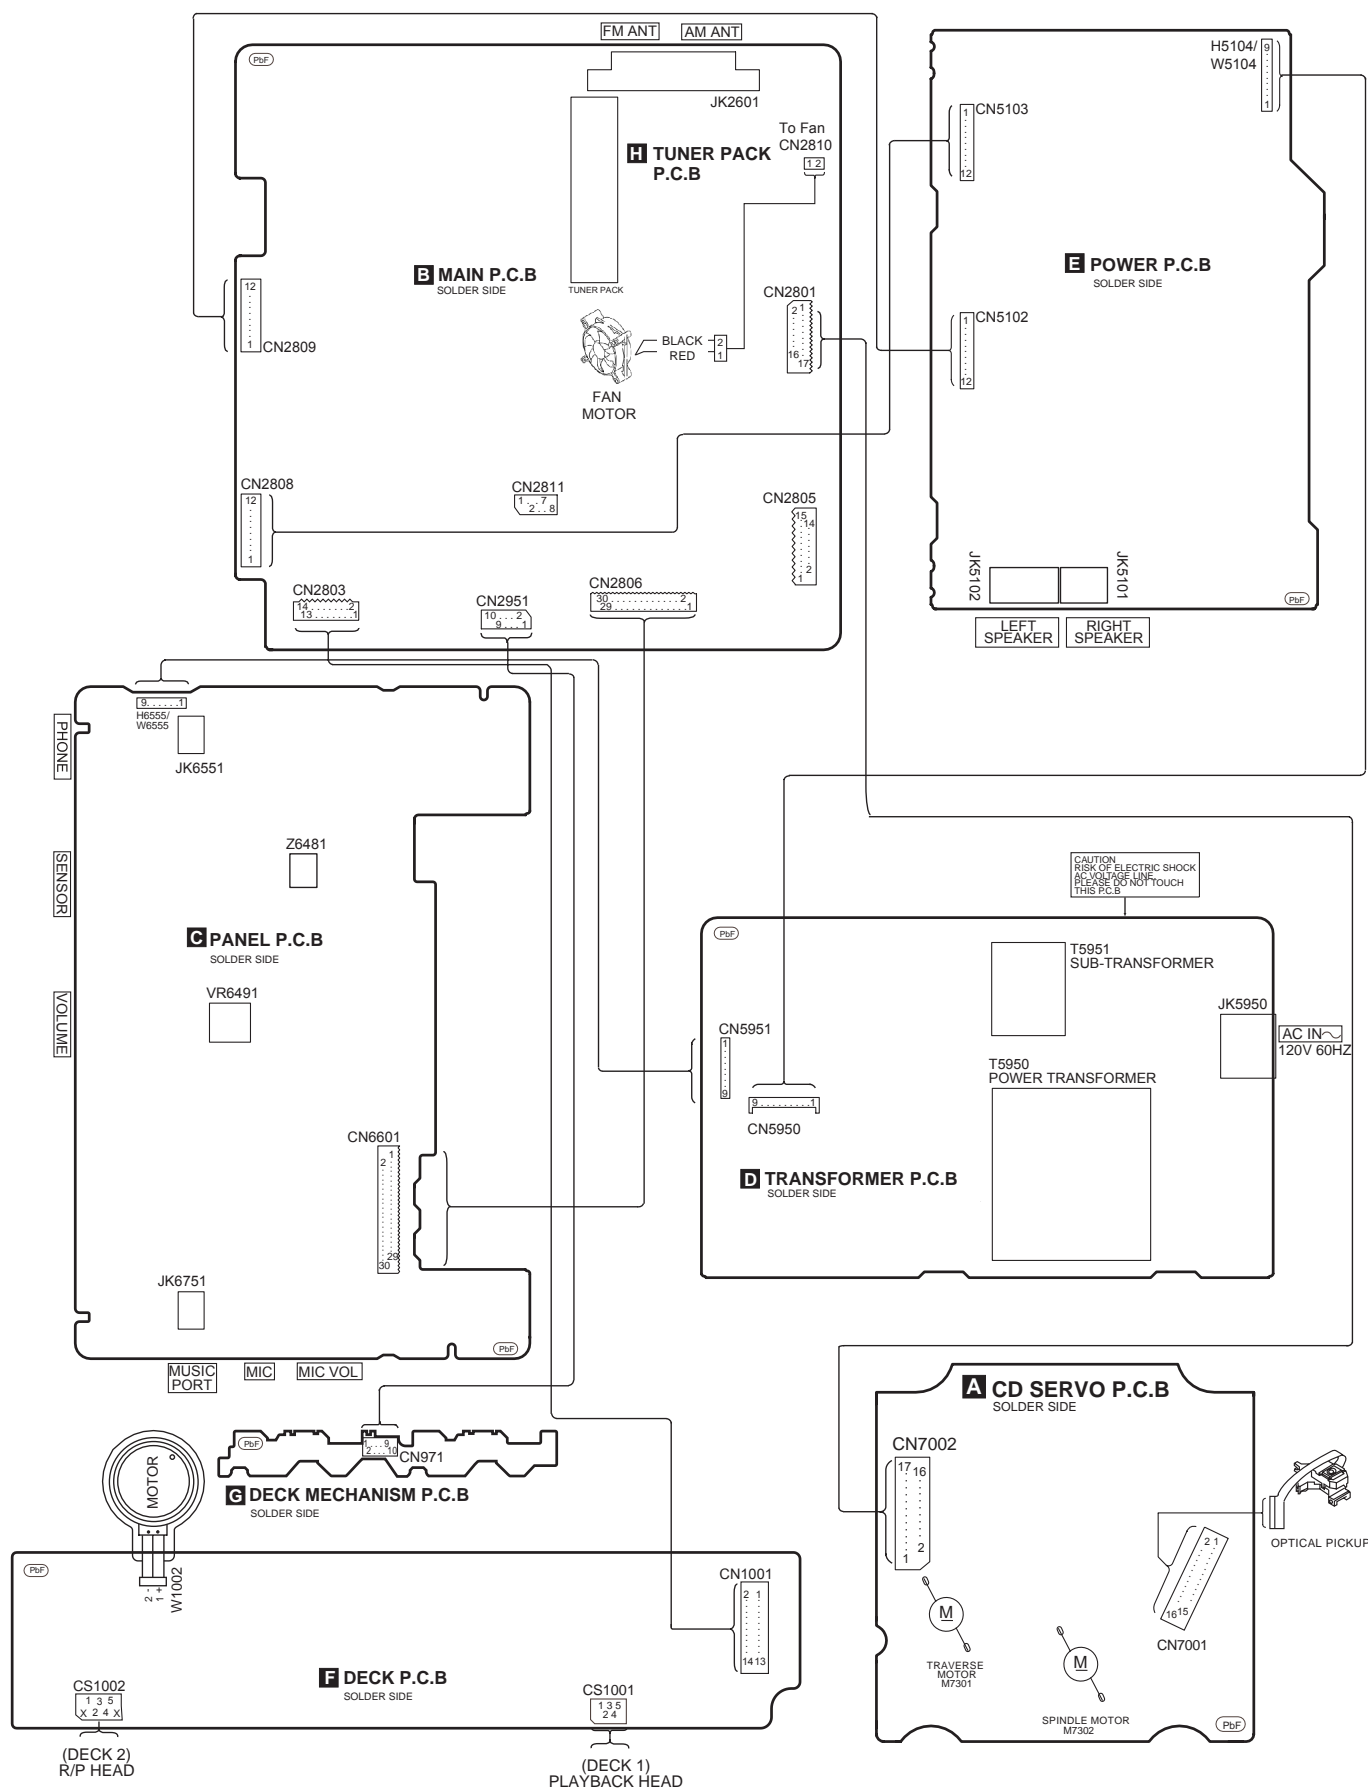 FM ANT
AM ANT
PbF
JK2601
H TUNER PACK
P.C.B
To Fan
CN2810
1 2
B MAIN P.C.B
SOLDER SIDE
TUNER PACK
CN2801
2 1
16
17
12
1
CN2809
BLACK
RED
2
1
FAN
MOTOR
CN2808
12
1
CN2811
1 . . 7
2 . . 8
CN2805
15
14
2
1
CN2803
14 . . . . . . 2
13 . . . . . . . 1
CN2951
10 . . . 2
9 . . . 1
CN2806
30 . . . . . . . . . . . . 2
29 . . . . . . . . . . . . . 1
H5104/
W5104
9
1
CN5103
1
12
E POWER P.C.B
SOLDER SIDE
CN5102
1
12
JK5102
JK5101
PbF
LEFT
SPEAKER
RIGHT
SPEAKER
9 . . . . . . 1
H6555/
W6555
PHONE
JK6551
Z6481
SENSOR
C PANEL P.C.B
SOLDER SIDE
VR6491
VOLUME
CN6601
1
2
29
30
JK6751
PbF
MUSIC
PORT
MIC
MIC VOL
CAUTION
RISK OF ELECTRIC SHOCK
AC VOLTAGE LINE.
PLEASE DO NOT TOUCH
THIS P.C.B
PbF
T5951
SUB-TRANSFORMER
JK5950
AC IN～
120V 60HZ
CN5951
1
9
T5950
POWER TRANSFORMER
9 . . . . . . . . . 1
CN5950
D TRANSFORMER P.C.B
SOLDER SIDE
PbF
1 . . . 9
2 . . . 10
CN971
G DECK MECHANISM P.C.B
SOLDER SIDE
MOTOR
2 -
1 +
W1002
PbF
CN1001
2 1
14 13
F DECK P.C.B
SOLDER SIDE
CS1002
1 3 5
X 2 4 X
CS1001
1 3 5
2 4
(DECK 2)
R/P HEAD
(DECK 1)
PLAYBACK HEAD
A CD SERVO P.C.B
SOLDER SIDE
CN7002
17 16
2
1
2 1
16 15
CN7001
OPTICAL PICKUP
M
TRAVERSE
MOTOR
M7301
M
SPINDLE MOTOR
M7302
PbF